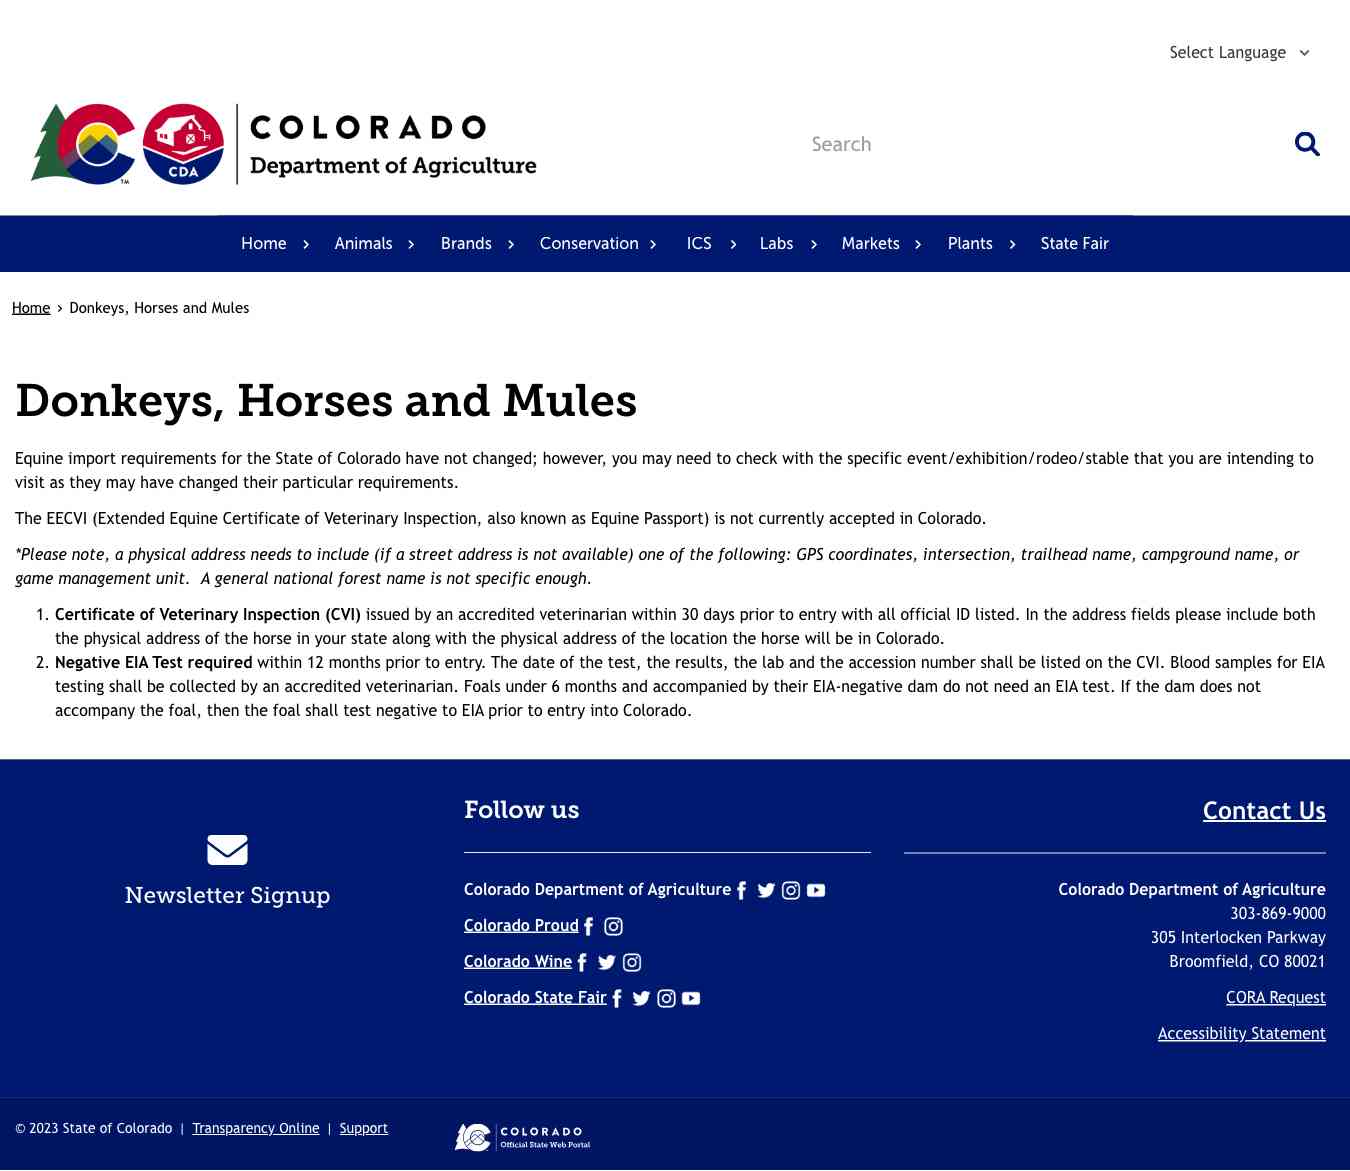 Select Language
COLORADO
Department of Agriculture
CDA
TM
Search
Home Animals Brands Conservation ICS Labs Markets Plants State Fair
Home › Donkeys, Horses and Mules
Donkeys, Horses and Mules
Equine import requirements for the State of Colorado have not changed; however, you may need to check with the specific event/exhibition/rodeo/stable that you are intending to
visit as they may have changed their particular requirements.
The EECVI (Extended Equine Certificate of Veterinary Inspection, also known as Equine Passport) is not currently accepted in Colorado.
*Please note, a physical address needs to include (if a street address is not available) one of the following: GPS coordinates, intersection, trailhead name, campground name, or
game management unit. A general national forest name is not specific enough.
1. Certificate of Veterinary Inspection (CVI) issued by an accredited veterinarian within 30 days prior to entry with all official ID listed. In the address fields please include both
the physical address of the horse in your state along with the physical address of the location the horse will be in Colorado.
2. Negative EIA Test required within 12 months prior to entry. The date of the test, the results, the lab and the accession number shall be listed on the CVI. Blood samples for EIA
testing shall be collected by an accredited veterinarian. Foals under 6 months and accompanied by their EIA-negative dam do not need an EIA test. If the dam does not
accompany the foal, then the foal shall test negative to EIA prior to entry into Colorado.
Newsletter Signup
Follow us
Colorado Department of Agriculture
Colorado Proud
Colorado Wine
Colorado State Fair
Contact Us
Colorado Department of Agriculture
303-869-9000
305 Interlocken Parkway
Broomfield, CO 80021
CORA Request
Accessibility Statement
© 2023 State of Colorado | Transparency Online | Support
COLORADO
Official State Web Portal